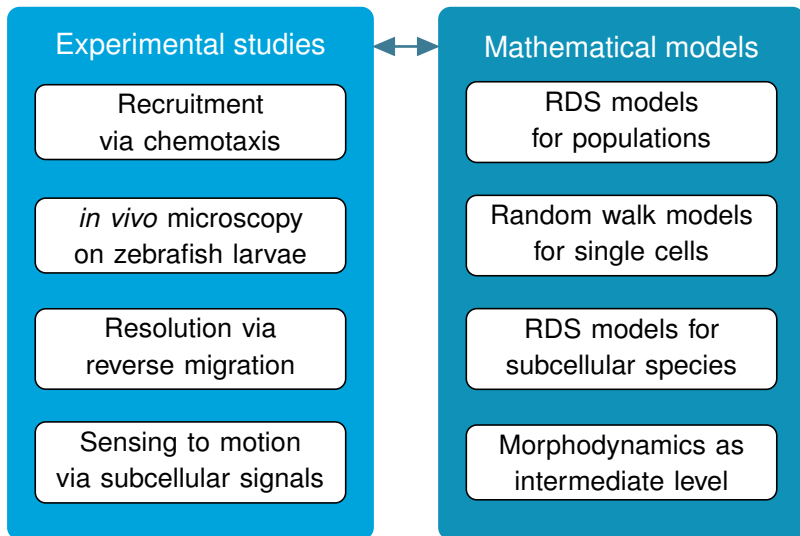 Experimental studies
Recruitment
via chemotaxis
in vivo microscopy
on zebrafish larvae
Resolution via
reverse migration
Sensing to motion
via subcellular signals
Mathematical models
RDS models
for populations
Random walk models
for single cells
RDS models for
subcellular species
Morphodynamics as
intermediate level